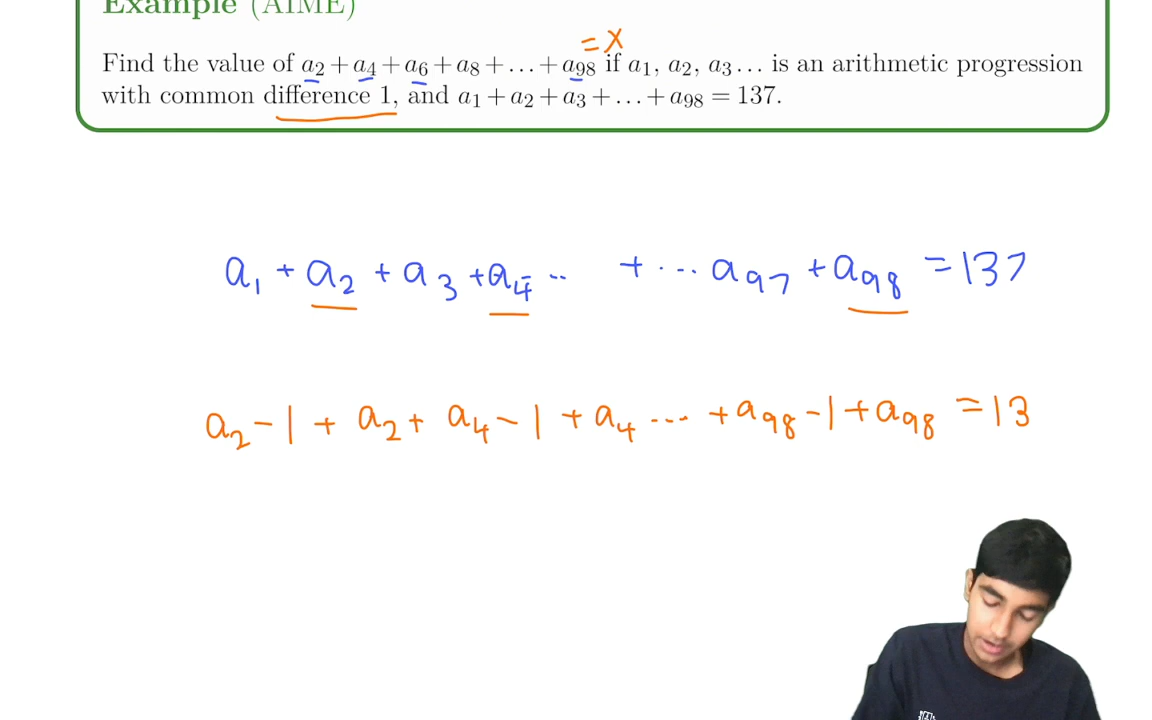 Example (AIME)
= x
Find the value of a₂ + a₄ + a₆ + a₈ + ... + a₉₈ if a₁, a₂, a₃ ... is an arithmetic progression
with common difference 1, and a₁ + a₂ + a₃ + ... + a₉₈ = 137.
a₁ + a₂ + a₃ + a₄ .. + ... a₉₇ + a₉₈ = 137
a₂ - 1 + a₂ + a₄ - 1 + a₄ ... + a₉₈ - 1 + a₉₈ = 13